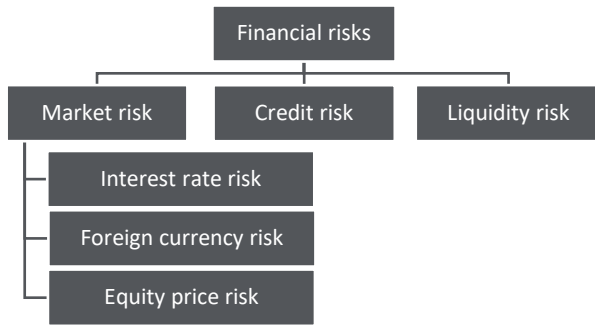 Financial risks
Market risk
Credit risk
Liquidity risk
Interest rate risk
Foreign currency risk
Equity price risk